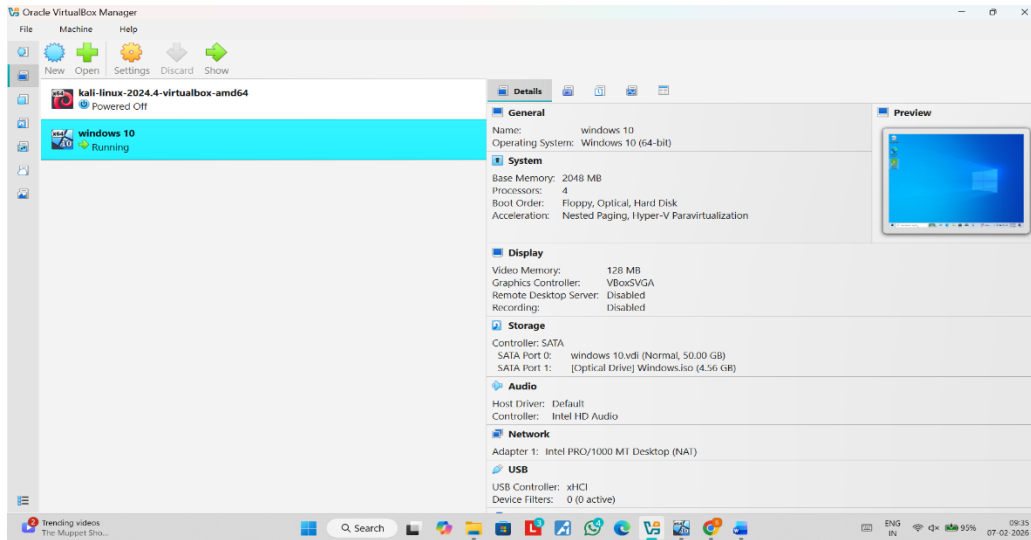 Oracle VirtualBox Manager
File Machine Help
New Open Settings Discard Show
kali-linux-2024.4-virtualbox-amd64
Powered Off
windows 10
Running
Details
General
Name: windows 10
Operating System: Windows 10 (64-bit)
System
Base Memory: 2048 MB
Processors: 4
Boot Order: Floppy, Optical, Hard Disk
Acceleration: Nested Paging, Hyper-V Paravirtualization
Preview
Display
Video Memory: 128 MB
Graphics Controller: VBoxSVGA
Remote Desktop Server: Disabled
Recording: Disabled
Storage
Controller: SATA
SATA Port 0: windows 10.vdi (Normal, 50.00 GB)
SATA Port 1: [Optical Drive] Windows.iso (4.56 GB)
Audio
Host Driver: Default
Controller: Intel HD Audio
Network
Adapter 1: Intel PRO/1000 MT Desktop (NAT)
USB
USB Controller: xHCI
Device Filters: 0 (0 active)
2
Trending videos
The Muppet Sho...
Search
ENG
IN
95%
09:35
07-02-2026